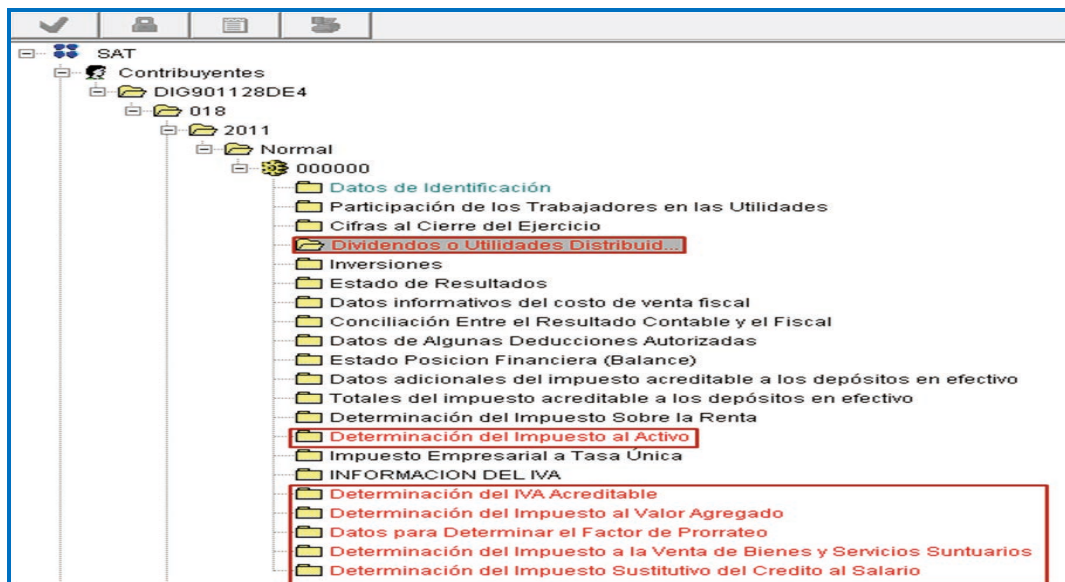 SAT
Contribuyentes
DIG901128DE4
018
2011
Normal
000000
Datos de Identificación
Participación de los Trabajadores en las Utilidades
Cifras al Cierre del Ejercicio
Dividendos o Utilidades Distribuid...
Inversiones
Estado de Resultados
Datos informativos del costo de venta fiscal
Conciliación Entre el Resultado Contable y el Fiscal
Datos de Algunas Deducciones Autorizadas
Estado Posicion Financiera (Balance)
Datos adicionales del impuesto acreditable a los depósitos en efectivo
Totales del impuesto acreditable a los depósitos en efectivo
Determinación del Impuesto Sobre la Renta
Determinación del Impuesto al Activo
Impuesto Empresarial a Tasa Única
INFORMACION DEL IVA
Determinación del IVA Acreditable
Determinación del Impuesto al Valor Agregado
Datos para Determinar el Factor de Prorrateo
Determinación del Impuesto a la Venta de Bienes y Servicios Suntuarios
Determinación del Impuesto Sustitutivo del Credito al Salario